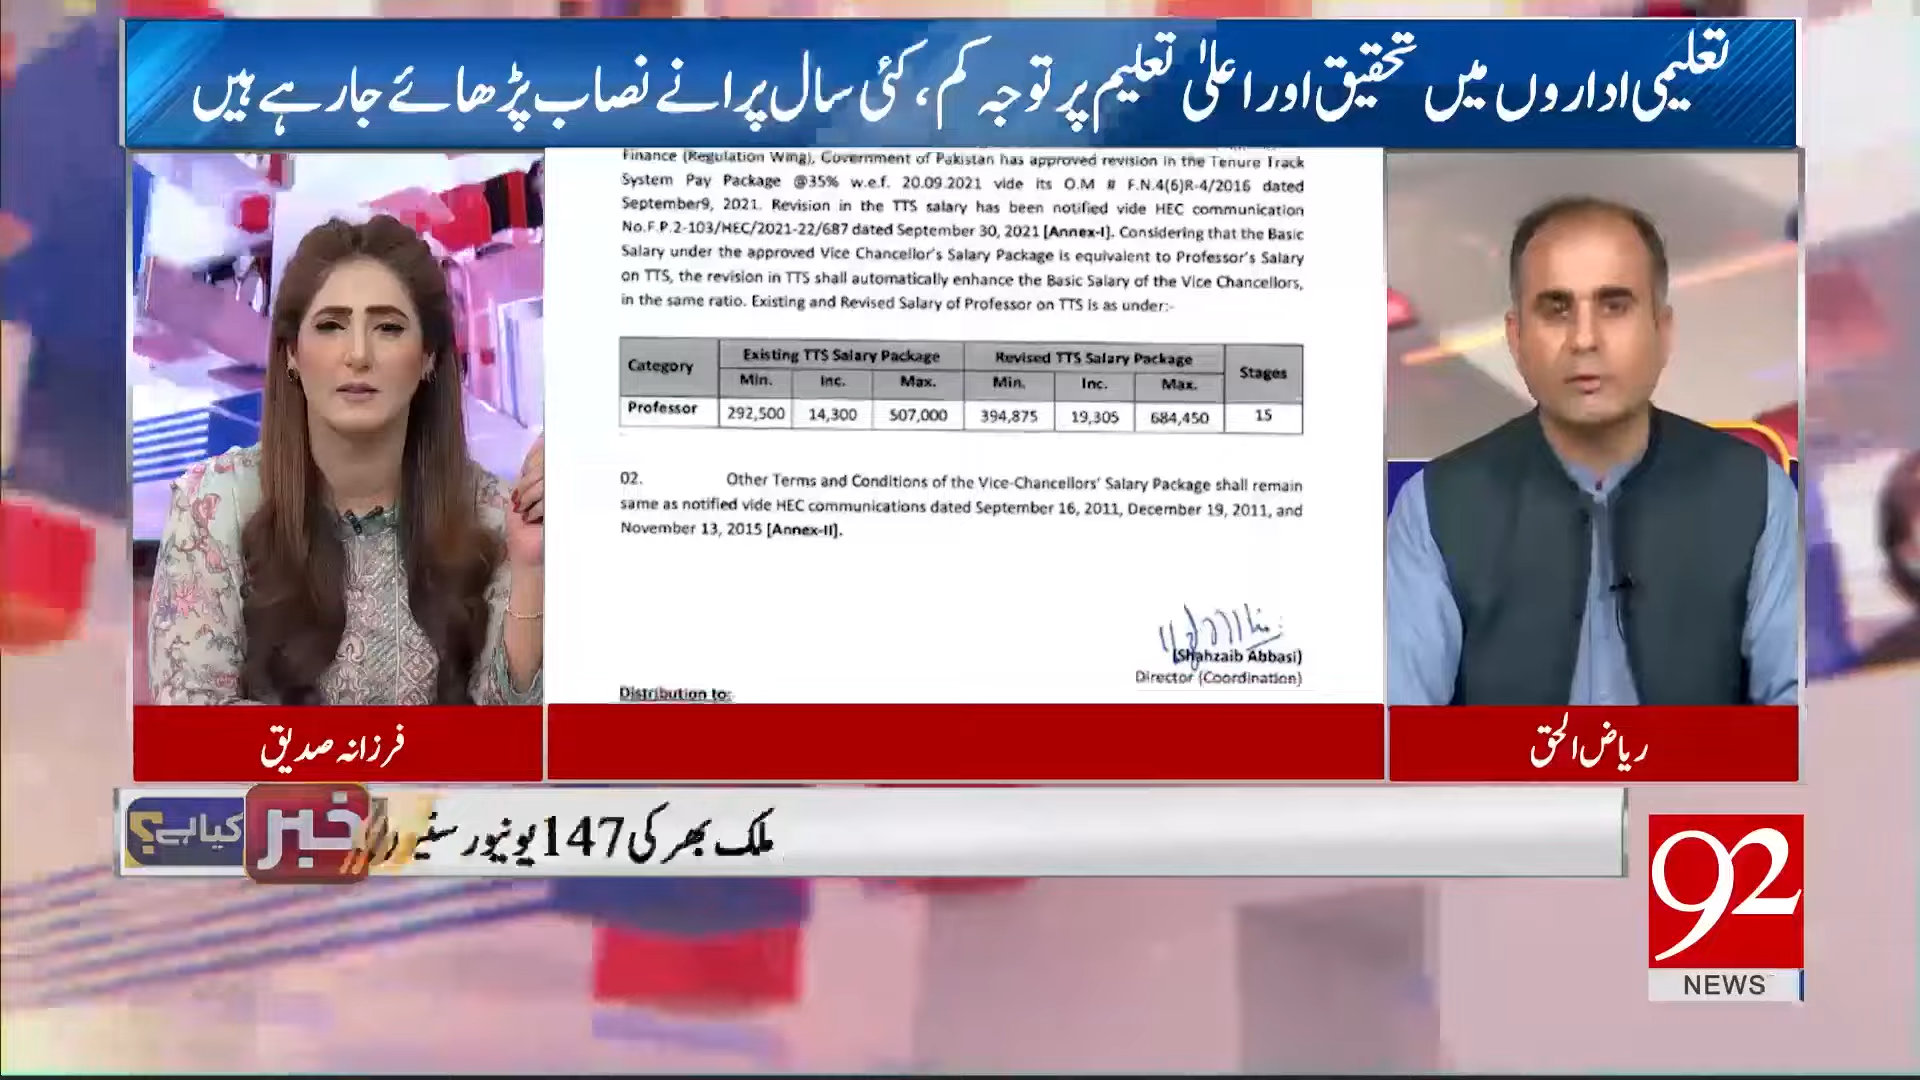 تعلیمی اداروں میں تحقیق اور اعلیٰ تعلیم پر توجہ کم، کئی سال پرانے نصاب پڑھائے جا رہے ہیں
Finance (Regulation Wing), Government of Pakistan has approved revision in the Tenure Track
System Pay Package @35% w.e.f. 20.09.2021 vide its O.M # F.N.4(6)R-4/2016 dated
September9, 2021. Revision in the TTS salary has been notified vide HEC communication
No.F.P.2-103/HEC/2021-22/687 dated September 30, 2021 [Annex-I]. Considering that the Basic
Salary under the approved Vice Chancellor's Salary Package is equivalent to Professor's Salary
on TTS, the revision in TTS shall automatically enhance the Basic Salary of the Vice Chancellors,
in the same ratio. Existing and Revised Salary of Professor on TTS is as under:-
Category Existing TTS Salary Package Revised TTS Salary Package Stages
Min. Inc. Max. Min. Inc. Max.
Professor 292,500 14,300 507,000 394,875 19,305 684,450 15
02. Other Terms and Conditions of the Vice-Chancellors' Salary Package shall remain
same as notified vide HEC communications dated September 16, 2011, December 19, 2011, and
November 13, 2015 [Annex-II].
(Shahzaib Abbasi)
Director (Coordination)
Distribution to:
فرزانہ صدیق
ریاض الحق
خبر کیا ہے؟
ملک بھر کی 147
92
NEWS